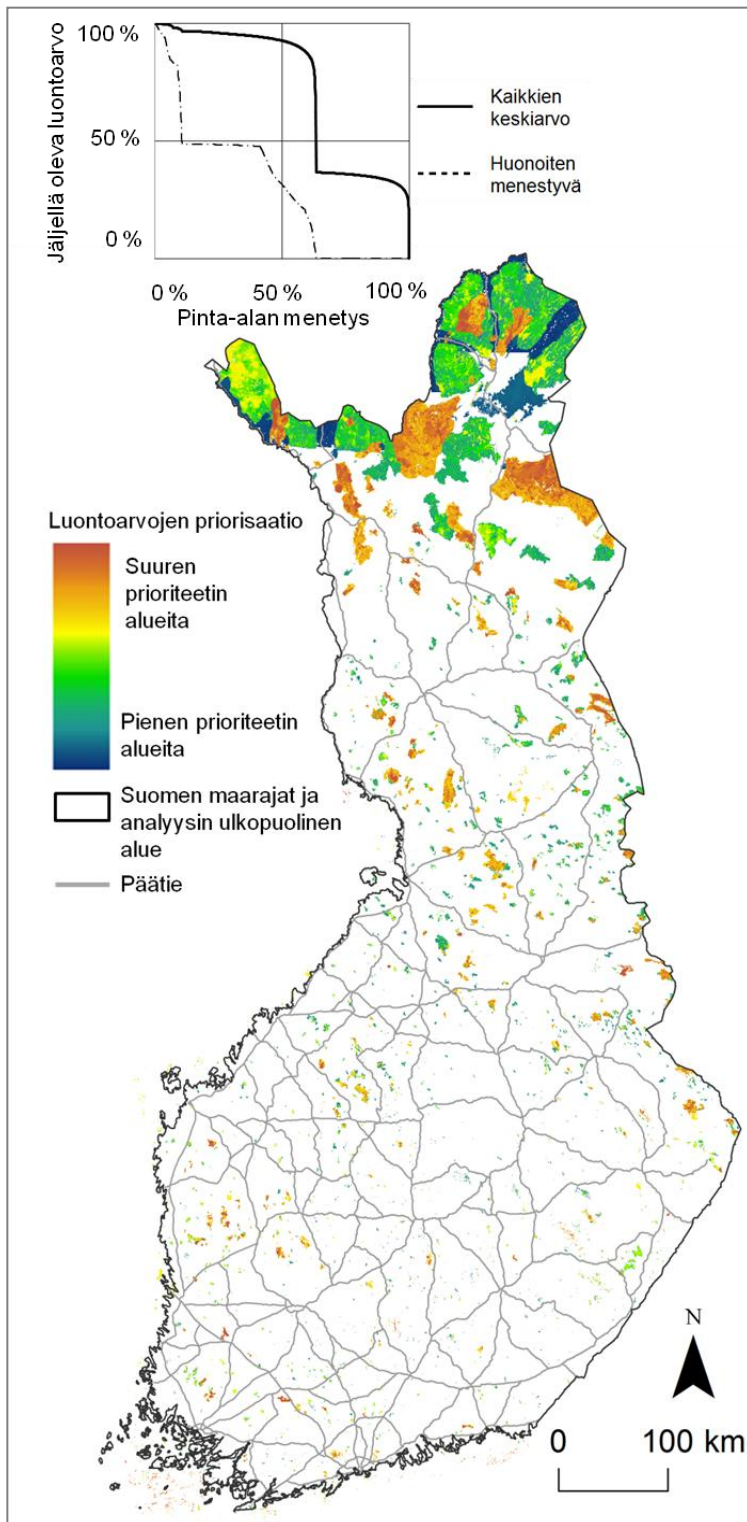 Jäljellä oleva luontoarvo
100 %
50 %
0 %
0 %
50 %
100 %
Pinta-alan menetys
Kaikkien
keskiarvo
Huonoiten
menestyvä
Luontoarvojen priorisaatio
Suuren
prioriteetin
alueita
Pienen prioriteetin
alueita
Suomen maarajat ja
analyysin ulkopuolinen
alue
Päätie
N
0
100 km